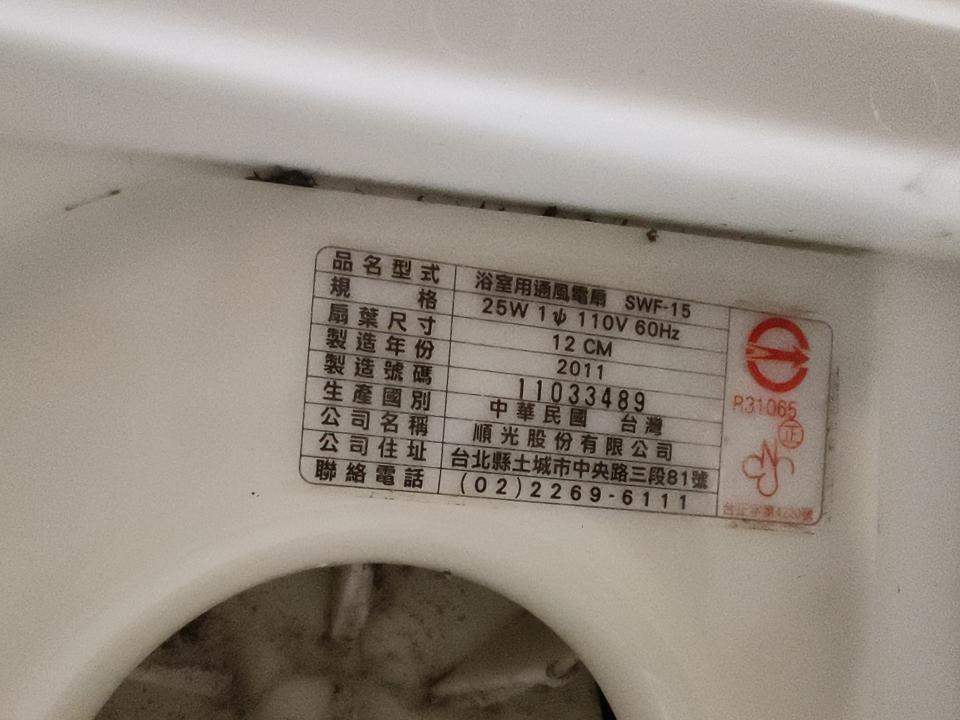 品名型式 浴室用通風電扇 SWF-15
規格 25W 1ψ 110V 60Hz
扇葉尺寸 12 CM
製造年份 2011
製造號碼 11033489
生產國別 中華民國 台灣
公司名稱 順光股份有限公司
公司住址 台北縣土城市中央路三段81號
聯絡電話 (02)2269-6111
R31065
正